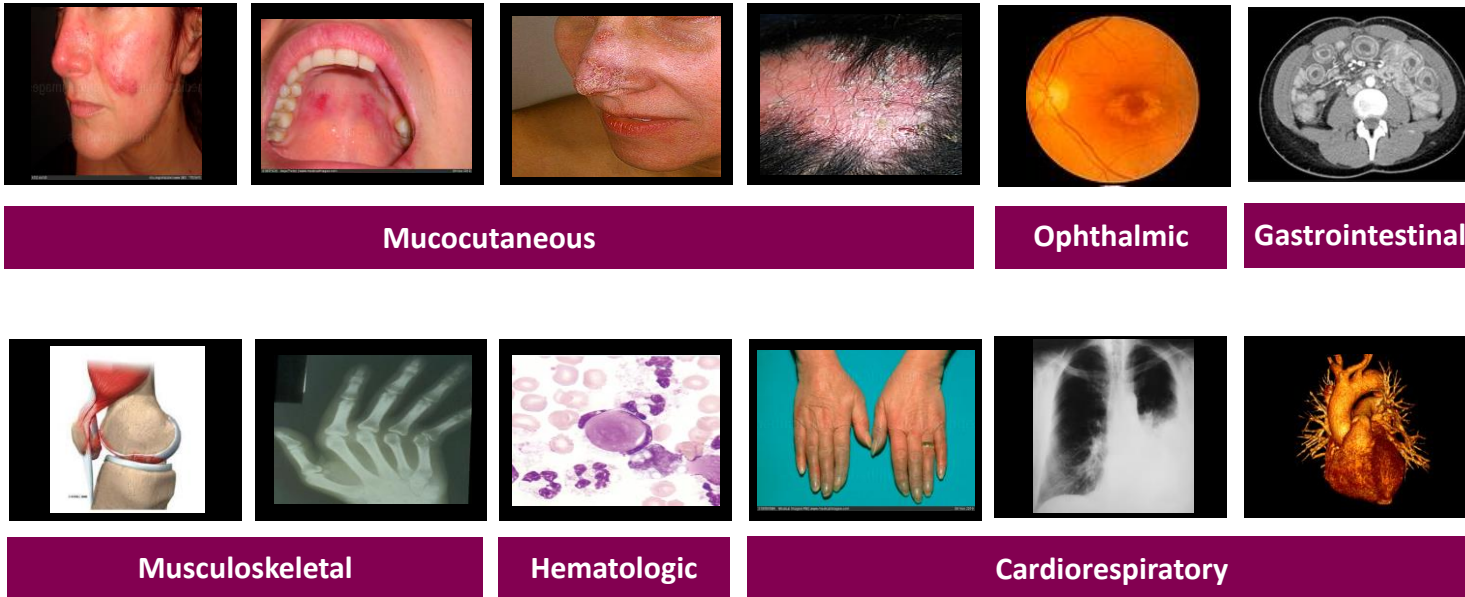 Mucocutaneous
Ophthalmic
Gastrointestinal
Musculoskeletal
Hematologic
Cardiorespiratory